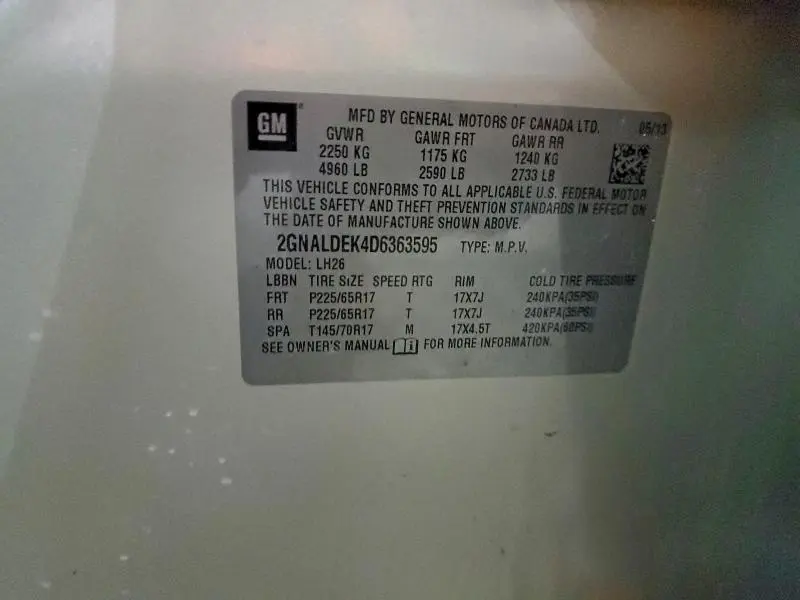 GM
MFD BY GENERAL MOTORS OF CANADA LTD. 05/13
GVWR GAWR FRT GAWR RR
2250 KG 1175 KG 1240 KG
4960 LB 2590 LB 2733 LB
THIS VEHICLE CONFORMS TO ALL APPLICABLE U.S. FEDERAL MOTOR
VEHICLE SAFETY AND THEFT PREVENTION STANDARDS IN EFFECT ON
THE DATE OF MANUFACTURE SHOWN ABOVE.
2GNALDEK4D6363595 TYPE: M.P.V.
MODEL: LH26
LBBN TIRE SIZE SPEED RTG RIM COLD TIRE PRESSURE
FRT P225/65R17 T 17X7J 240KPA(35PSI)
RR P225/65R17 T 17X7J 240KPA(35PSI)
SPA T145/70R17 M 17X4.5T 420KPA(60PSI)
SEE OWNER'S MANUAL FOR MORE INFORMATION.